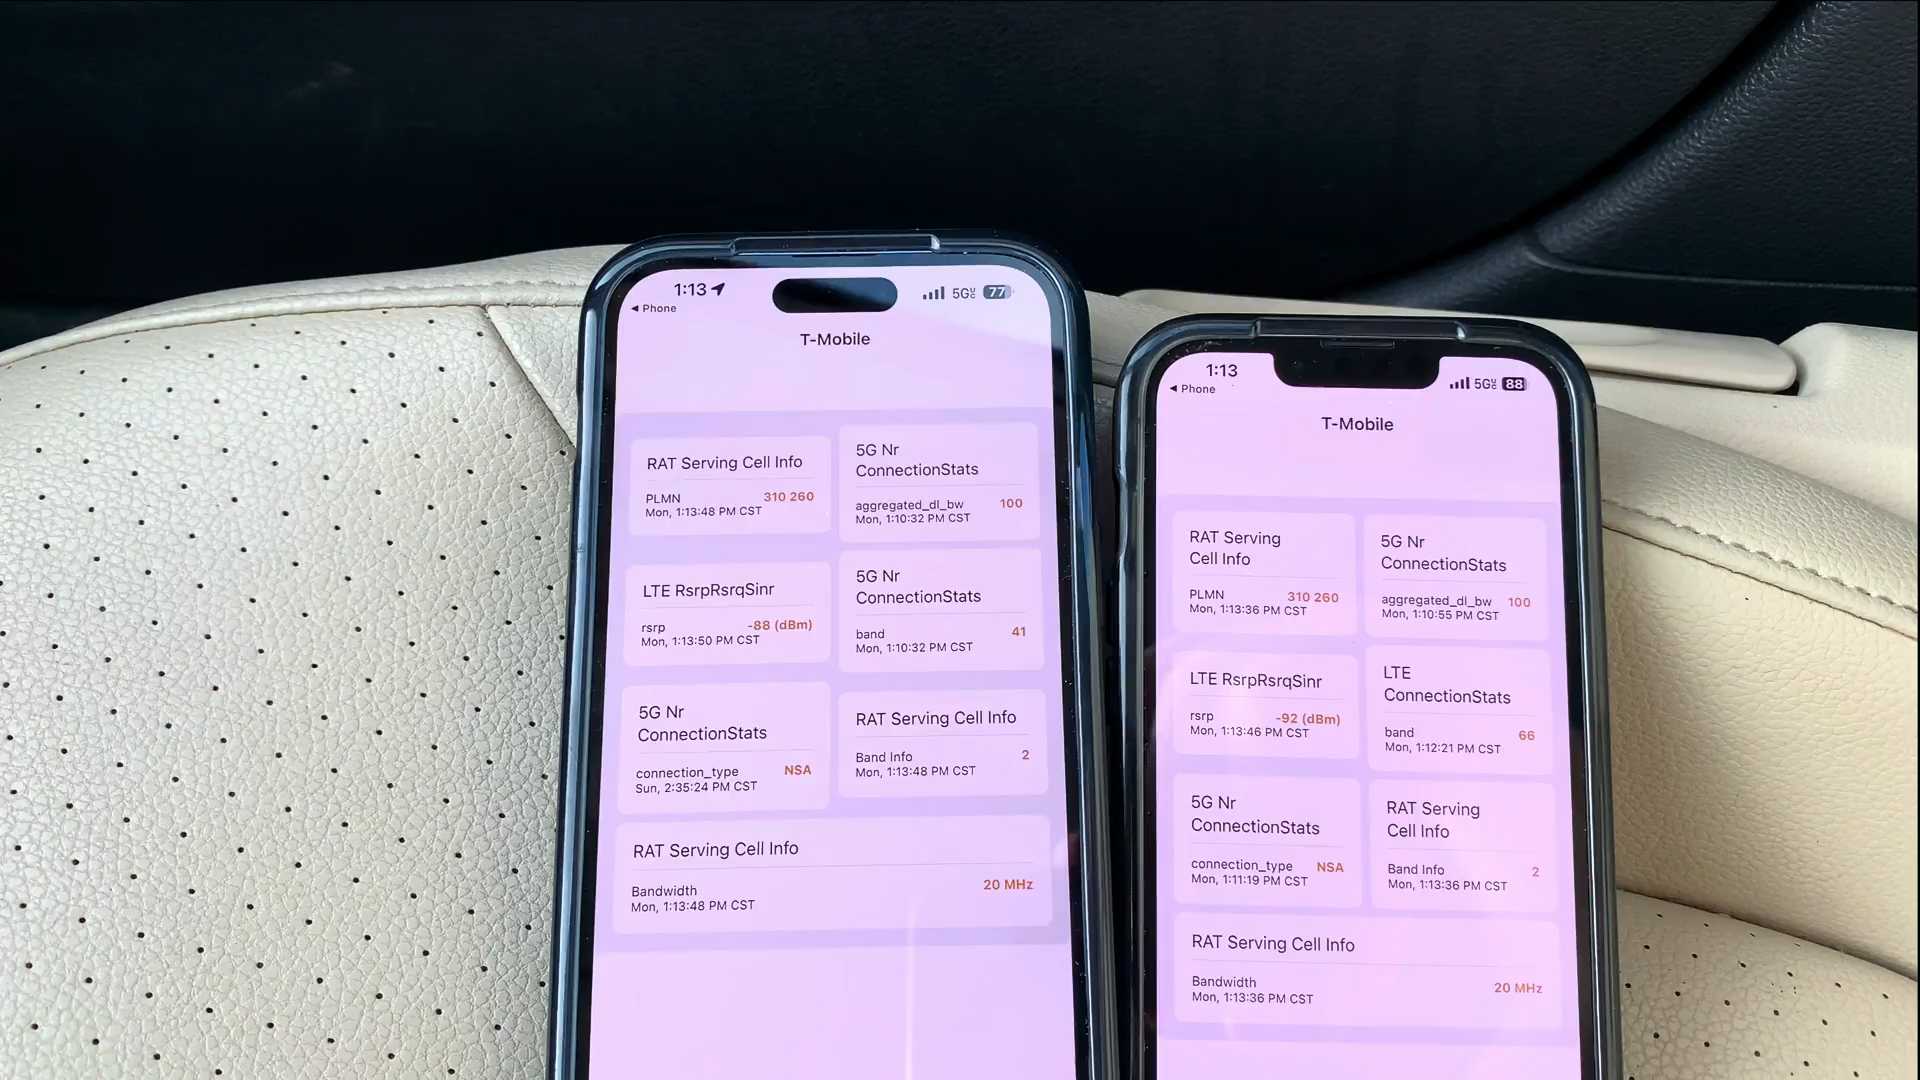 1:13
5GUC 77
◀ Phone
T-Mobile
RAT Serving Cell Info
PLMN 310 260
Mon, 1:13:48 PM CST
5G Nr
ConnectionStats
aggregated_dl_bw 100
Mon, 1:10:32 PM CST
LTE RsrpRsrqSinr
rsrp -88 (dBm)
Mon, 1:13:50 PM CST
5G Nr
ConnectionStats
band 41
Mon, 1:10:32 PM CST
5G Nr
ConnectionStats
connection_type NSA
Sun, 2:35:24 PM CST
RAT Serving Cell Info
Band Info 2
Mon, 1:13:48 PM CST
RAT Serving Cell Info
Bandwidth 20 MHz
Mon, 1:13:48 PM CST
1:13
5GUC 88
◀ Phone
T-Mobile
RAT Serving
Cell Info
PLMN 310 260
Mon, 1:13:36 PM CST
5G Nr
ConnectionStats
aggregated_dl_bw 100
Mon, 1:10:55 PM CST
LTE RsrpRsrqSinr
rsrp -92 (dBm)
Mon, 1:13:46 PM CST
LTE
ConnectionStats
band 66
Mon, 1:12:21 PM CST
5G Nr
ConnectionStats
connection_type NSA
Mon, 1:11:19 PM CST
RAT Serving
Cell Info
Band Info 2
Mon, 1:13:36 PM CST
RAT Serving Cell Info
Bandwidth 20 MHz
Mon, 1:13:36 PM CST